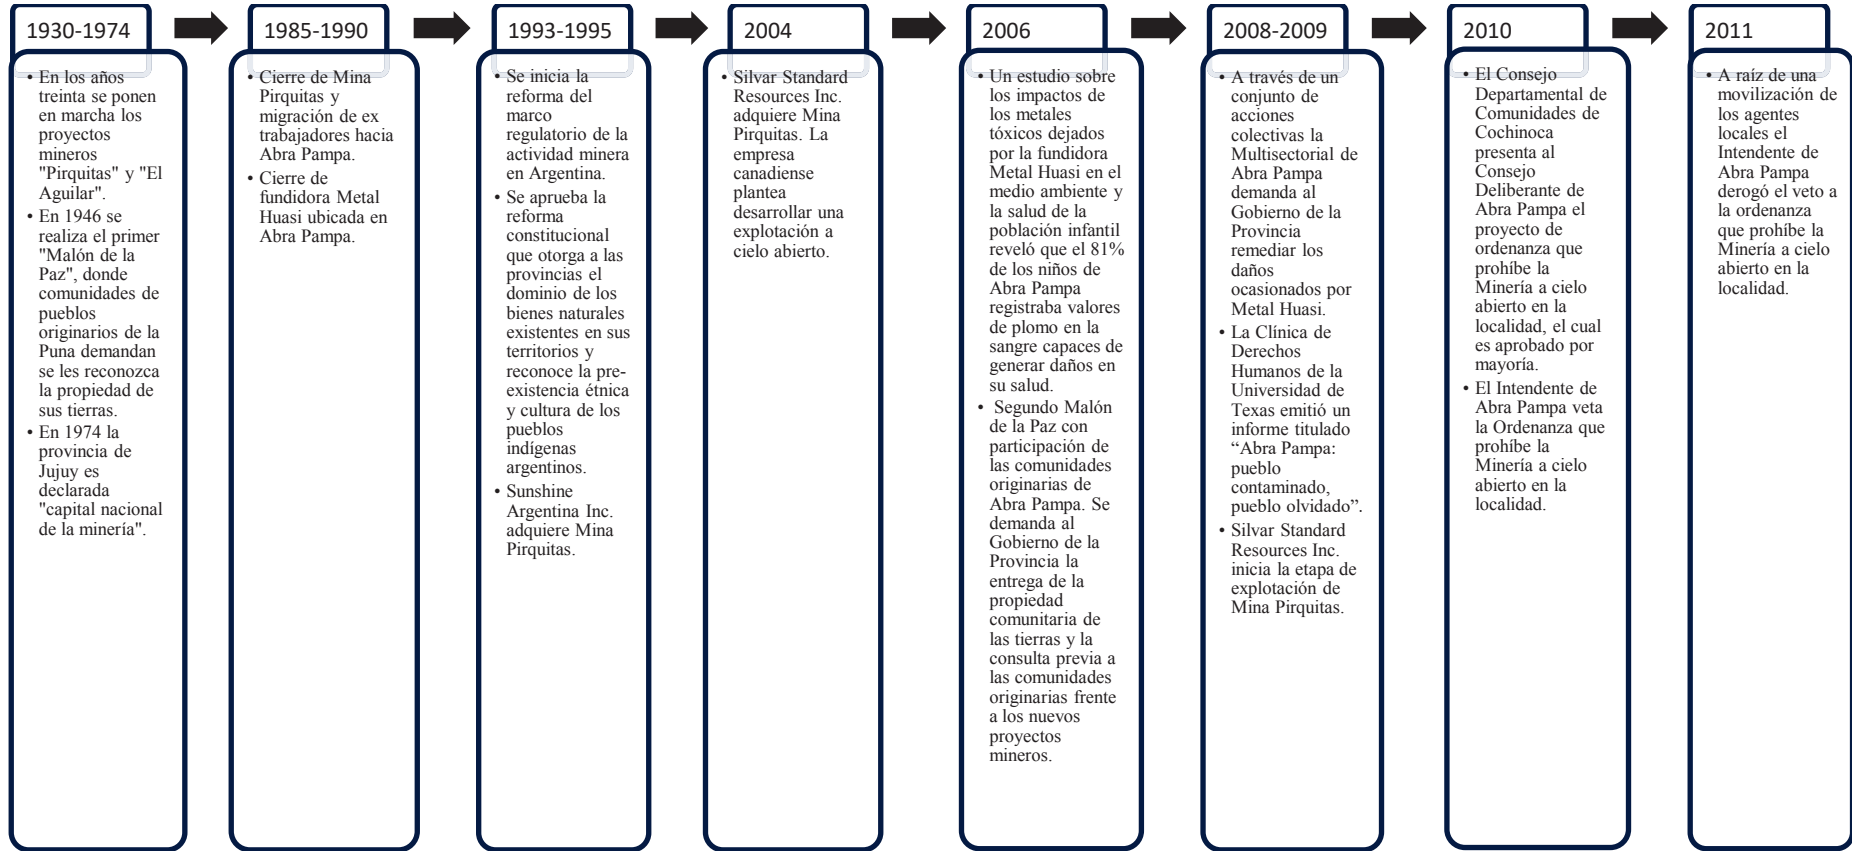 1930-1974
• En los años
treinta se ponen
en marcha los
proyectos
mineros
"Pirquitas" y "El
Aguilar".
• En 1946 se
realiza el primer
"Malón de la
Paz", donde
comunidades de
pueblos
originarios de la
Puna demandan
se les reconozca
la propiedad de
sus tierras.
• En 1974 la
provincia de
Jujuy es
declarada
"capital nacional
de la minería".
1985-1990
• Cierre de Mina
Pirquitas y
migración de ex
trabajadores hacia
Abra Pampa.
• Cierre de
fundidora Metal
Huasi ubicada en
Abra Pampa.
1993-1995
• Se inicia la
reforma del
marco
regulatorio de la
actividad minera
en Argentina.
• Se aprueba la
reforma
constitucional
que otorga a las
provincias el
dominio de los
bienes naturales
existentes en sus
territorios y
reconoce la pre-
existencia étnica
y cultura de los
pueblos
indígenas
argentinos.
• Sunshine
Argentina Inc.
adquiere Mina
Pirquitas.
2004
• Silvar Standard
Resources Inc.
adquiere Mina
Pirquitas. La
empresa
canadiense
plantea
desarrollar una
explotación a
cielo abierto.
2006
• Un estudio sobre
los impactos de
los metales
tóxicos dejados
por la fundidora
Metal Huasi en el
medio ambiente y
la salud de la
población infantil
reveló que el 81%
de los niños de
Abra Pampa
registraba valores
de plomo en la
sangre capaces de
generar daños en
su salud.
• Segundo Malón
de la Paz con
participación de
las comunidades
originarias de
Abra Pampa. Se
demanda al
Gobierno de la
Provincia la
entrega de la
propiedad
comunitaria de
las tierras y la
consulta previa a
las comunidades
originarias frente
a los nuevos
proyectos
mineros.
2008-2009
• A través de un
conjunto de
acciones
colectivas la
Multisectorial de
Abra Pampa
demanda al
Gobierno de la
Provincia
remediar los
daños
ocasionados por
Metal Huasi.
• La Clínica de
Derechos
Humanos de la
Universidad de
Texas emitió un
informe titulado
“Abra Pampa:
pueblo
contaminado,
pueblo olvidado”.
• Silvar Standard
Resources Inc.
inicia la etapa de
explotación de
Mina Pirquitas.
2010
• El Consejo
Departamental de
Comunidades de
Cochinoca
presenta al
Consejo
Deliberante de
Abra Pampa el
proyecto de
ordenanza que
prohíbe la
Minería a cielo
abierto en la
localidad, el cual
es aprobado por
mayoría.
• El Intendente de
Abra Pampa veta
la Ordenanza que
prohíbe la
Minería a cielo
abierto en la
localidad.
2011
• A raíz de una
movilización de
los agentes
locales el
Intendente de
Abra Pampa
derogó el veto a
la ordenanza
que prohíbe la
Minería a cielo
abierto en la
localidad.